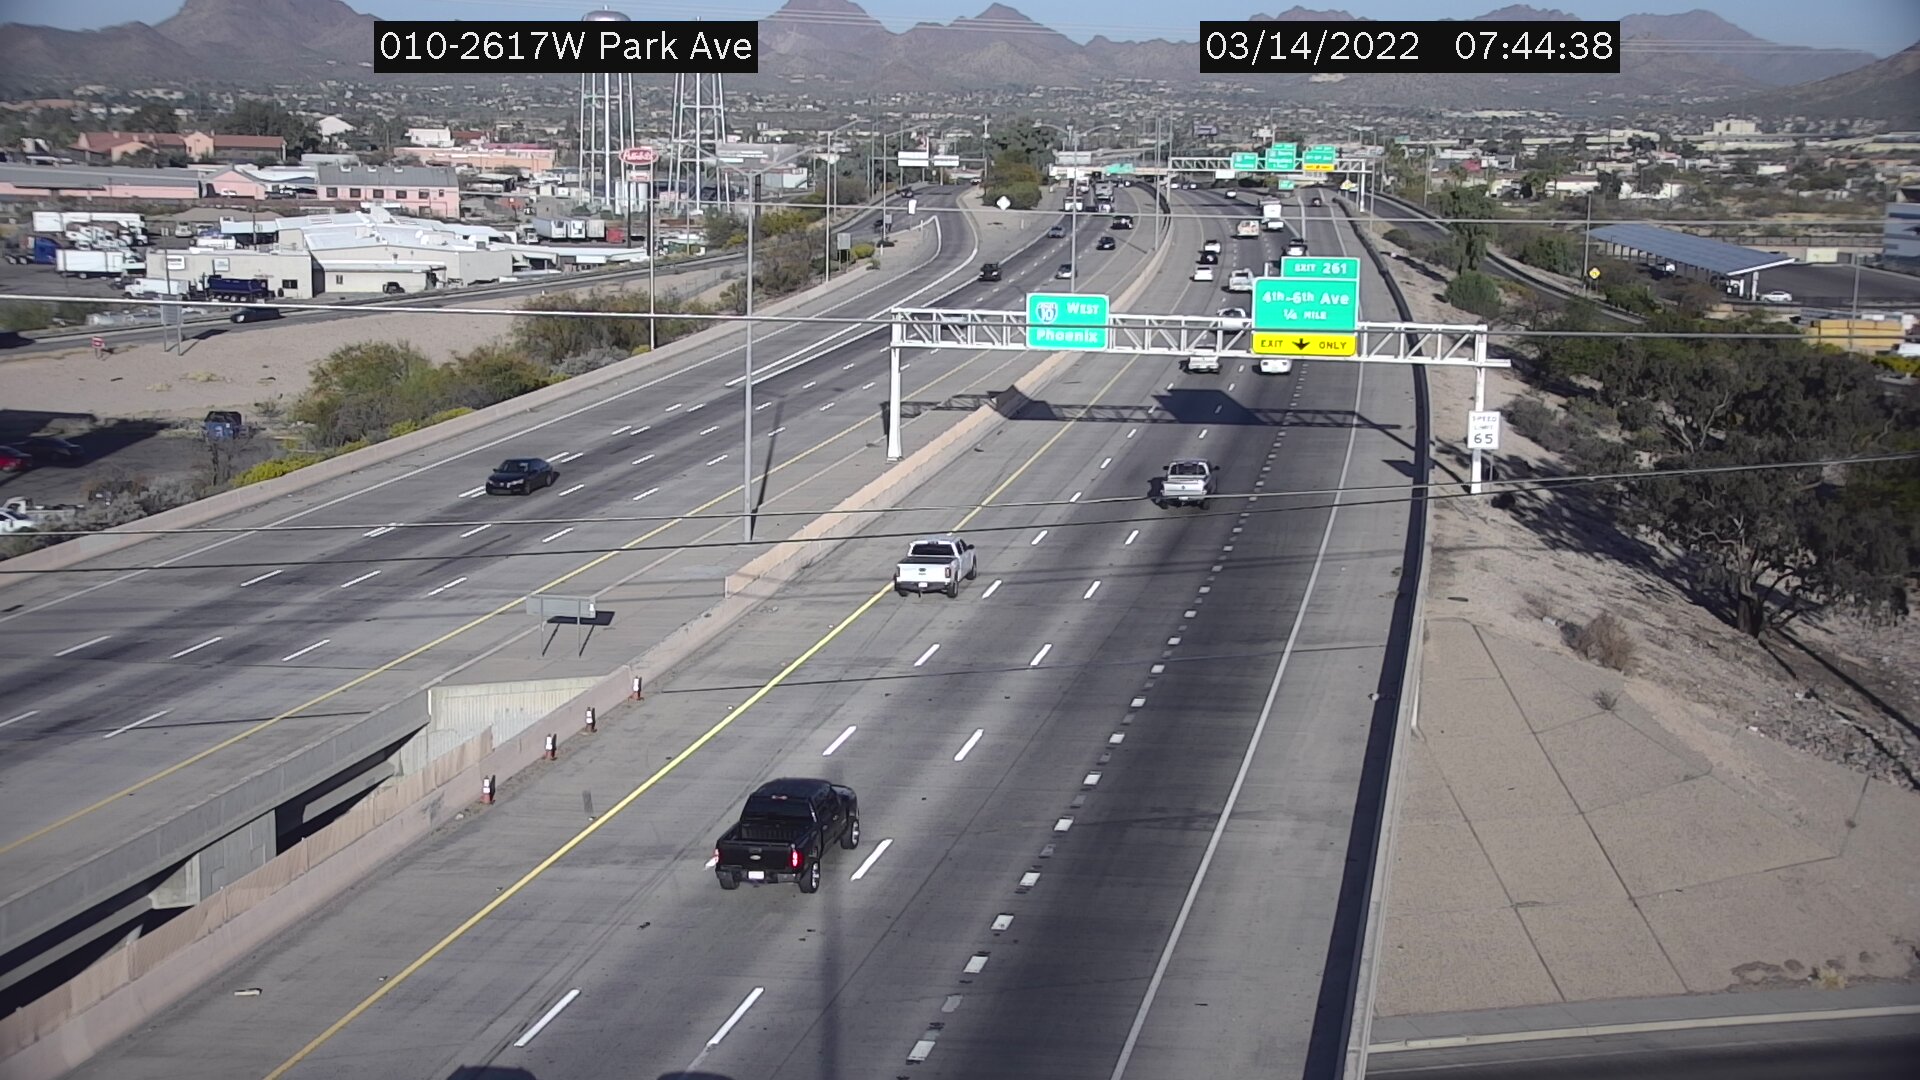 010-2617W Park Ave
03/14/2022 07:44:38
EXIT 261
10 WEST
Phoenix
4th-6th Ave
1/4 MILE
EXIT ONLY
SPEED
LIMIT
65